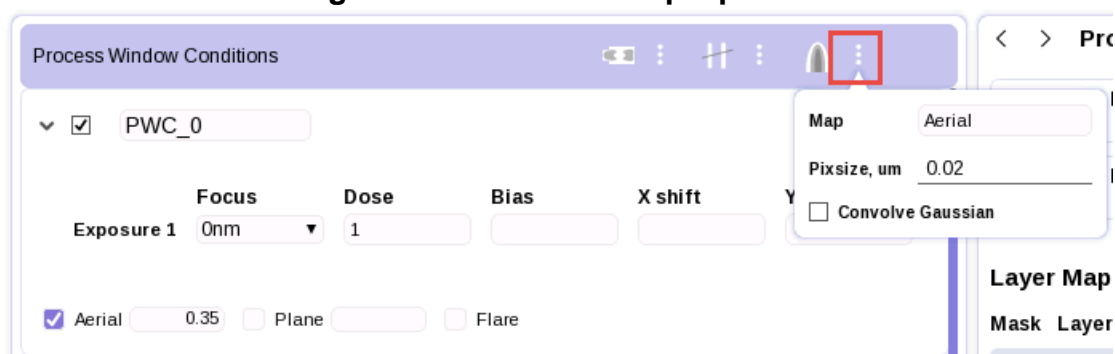 Process Window Conditions
PWC_0
Map Aerial
Pixsize, um 0.02
Convolve Gaussian
Focus Dose Bias X shift
Exposure 1 0nm 1
Aerial 0.35 Plane Flare
Layer Map
Mask Layer